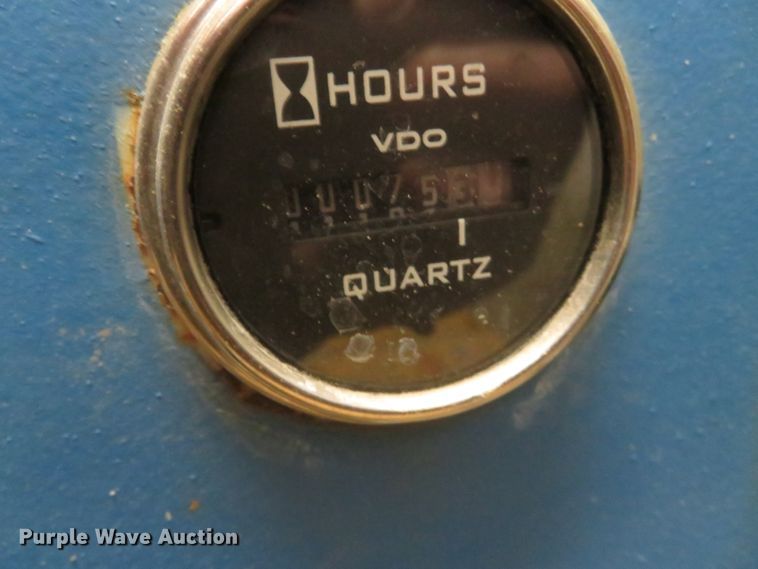 HOURS
VDO
QUARTZ
Purple Wave Auction